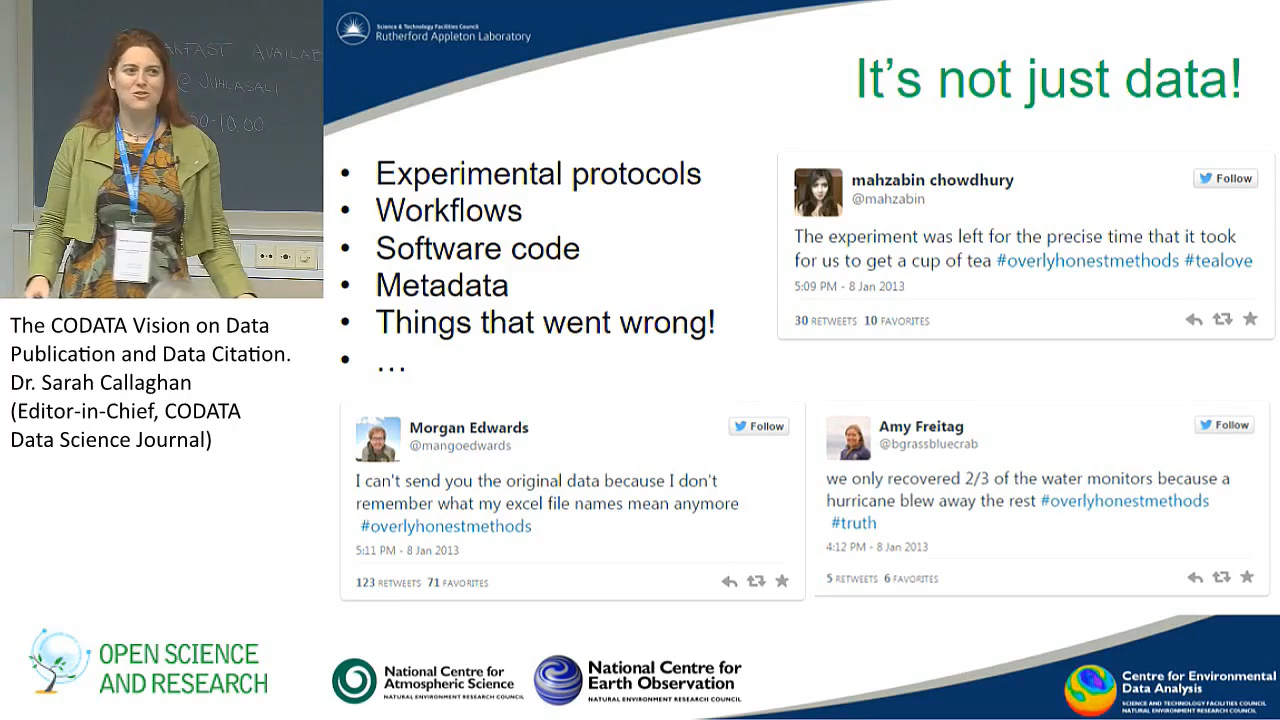 AKFAST AVAILAB
@ JUHLASALI
0-10.00
The CODATA Vision on Data
Publication and Data Citation.
Dr. Sarah Callaghan
(Editor-in-Chief, CODATA
Data Science Journal)
OPEN SCIENCE
AND RESEARCH
Science & Technology Facilities Council
Rutherford Appleton Laboratory
It's not just data!
• Experimental protocols
• Workflows
• Software code
• Metadata
• Things that went wrong!
• …
mahzabin chowdhury
@mahzabin
Follow
The experiment was left for the precise time that it took
for us to get a cup of tea #overlyhonestmethods #tealove
5:09 PM - 8 Jan 2013
30 RETWEETS 10 FAVORITES
Morgan Edwards
@mangoedwards
Follow
I can't send you the original data because I don't
remember what my excel file names mean anymore
#overlyhonestmethods
5:11 PM - 8 Jan 2013
123 RETWEETS 71 FAVORITES
Amy Freitag
@bgrassbluecrab
Follow
we only recovered 2/3 of the water monitors because a
hurricane blew away the rest #overlyhonestmethods
#truth
4:12 PM - 8 Jan 2013
5 RETWEETS 6 FAVORITES
National Centre for
Atmospheric Science
NATURAL ENVIRONMENT RESEARCH COUNCIL
National Centre for
Earth Observation
NATURAL ENVIRONMENT RESEARCH COUNCIL
Centre for Environmental
Data Analysis
SCIENCE AND TECHNOLOGY FACILITIES COUNCIL
NATURAL ENVIRONMENT RESEARCH COUNCIL